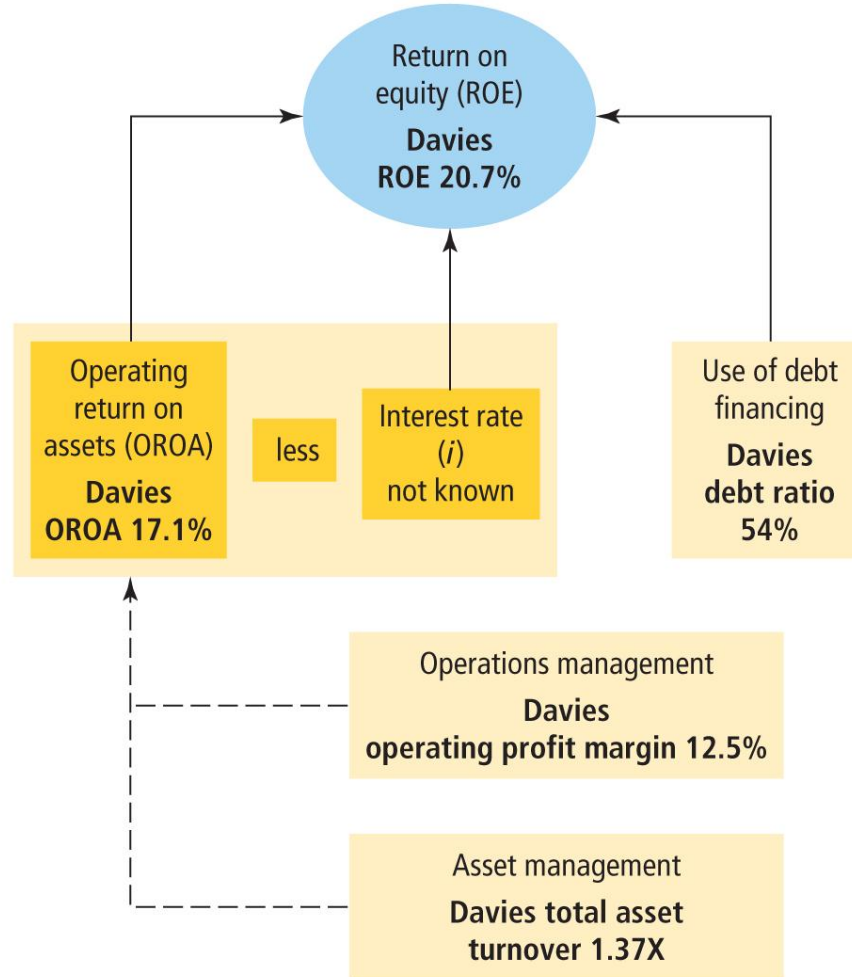 Return on
equity (ROE)
Davies
ROE 20.7%
Operating
return on
assets (OROA)
Davies
OROA 17.1%
less
Interest rate
(i)
not known
Use of debt
financing
Davies
debt ratio
54%
Operations management
Davies
operating profit margin 12.5%
Asset management
Davies total asset
turnover 1.37X